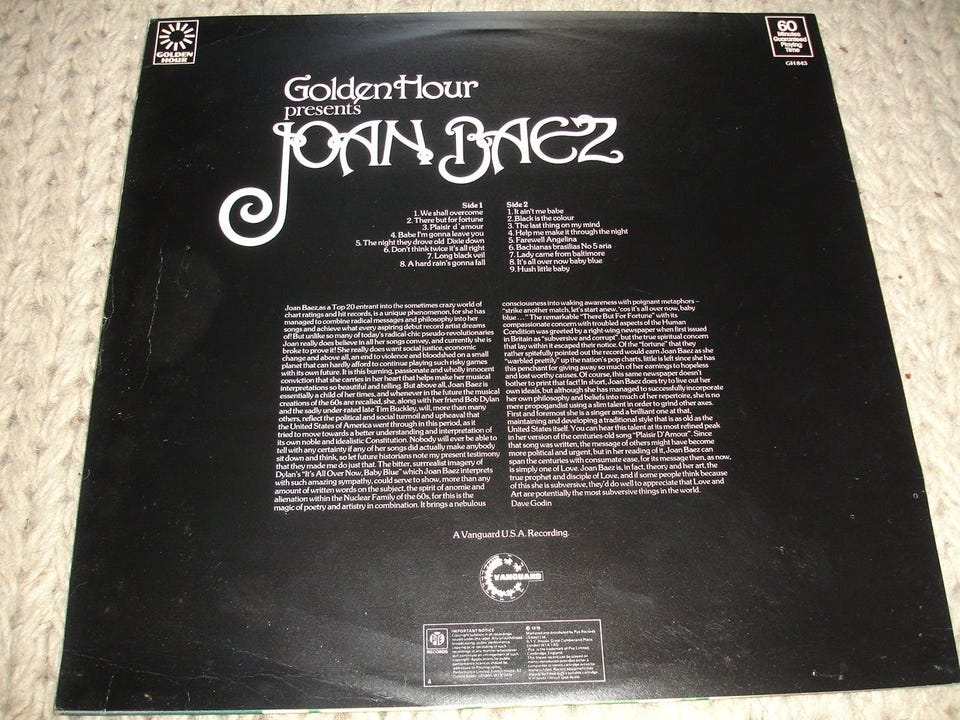 GOLDEN
HOUR
60
Minutes
Guaranteed
Playing
Time
GH 843
Golden Hour
presents
JOAN BAEZ
Side 1
1. We shall overcome
2. There but for fortune
3. Plaisir d'amour
4. Babe I'm gonna leave you
5. The night they drove old Dixie down
6. Don't think twice it's all right
7. Long black veil
8. A hard rain's gonna fall
Side 2
1. It ain't me babe
2. Black is the colour
3. The last thing on my mind
4. Help me make it through the night
5. Farewell Angelina
6. Bachianas brasilias No 5 aria
7. Lady came from baltimore
8. It's all over now baby blue
9. Hush little baby
Joan Baez, as a Top 20 entrant into the sometimes crazy world of
chart ratings and hit records, is a unique phenomenon, for she has
managed to combine radical messages and philosophy into her
songs and achieve what every aspiring debut record artist dreams
of! But unlike so many of today's radical-chic pseudo-revolutionaries
Joan really does believe in all her songs convey, and currently she is
broke to prove it! She really does want social justice, economic
change and above all, an end to violence and bloodshed on a small
planet that can hardly afford to continue playing such risky games
with its own future. It is this burning, passionate and wholly innocent
conviction that she carries in her heart that helps make her musical
interpretations so beautiful and telling. But above all, Joan Baez is
essentially a child of her times, and whenever in the future the musical
creations of the 60s are recalled, she, along with her friend Bob Dylan
and the sadly under-rated late Tim Buckley, will, more than many
others, reflect the political and social turmoil and upheaval that
the United States of America went through in this period, as it
tried to move towards a better understanding and interpretation of
its own noble and idealistic Constitution. Nobody will ever be able to
tell with any certainty if any of her songs did actually make anybody
sit down and think, so let future historians note my present testimony
that they made me do just that. The bitter, surrealist imagery of
Dylan's "It's All Over Now, Baby Blue" which Joan Baez interprets
with such amazing sympathy, could serve to show, more than any
amount of written words on the subject, the spirit of anomie and
alienation within the Nuclear Family of the 60s, for this is the
magic of poetry and artistry in combination. It brings a nebulous
consciousness into waking awareness with poignant metaphors –
"strike another match, let's start anew, 'cos it's all over now, baby
blue..." The remarkable "There But For Fortune" with its
compassionate concern with troubled aspects of the Human
Condition was greeted by a right-wing newspaper when first issued
in Britain as "subversive and corrupt", but the true spiritual concern
that lay within it escaped their notice. Of the "fortune" that they
rather spitefully pointed out the record would earn Joan Baez as she
"warbled prettily," up the nation's pop charts, little is left since she has
this penchant for giving away so much of her earnings to hopeless
and lost worthy causes. Of course, this same newspaper doesn't
bother to print that fact! In short, Joan Baez does try to live out her
own ideals, but although she has managed to successfully incorporate
her own philosophy and beliefs into much of her repertoire, she is no
mere propogandist using a slim talent in order to grind other axes.
First and foremost she is a singer and a brilliant one at that,
maintaining and developing a traditional style that is as old as the
United States itself. You can hear this talent at its most refined peak
in her version of the centuries-old song "Plaisir D'Amour". Since
that song was written, the message of others might have become
more political and urgent, but in her reading of it, Joan Baez can
span the centuries with consumate ease, for its message then, as now,
is simply one of Love. Joan Baez is, in fact, theory and her art, the
true prophet and disciple of Love, and if some people think because
of this she is subversive, they'd do well to appreciate that Love and
Art are potentially the most subversive things in the world.
Dave Godin
A Vanguard U.S.A. Recording.
VANGUARD
PYE
RECORDS
IMPORTANT NOTICE